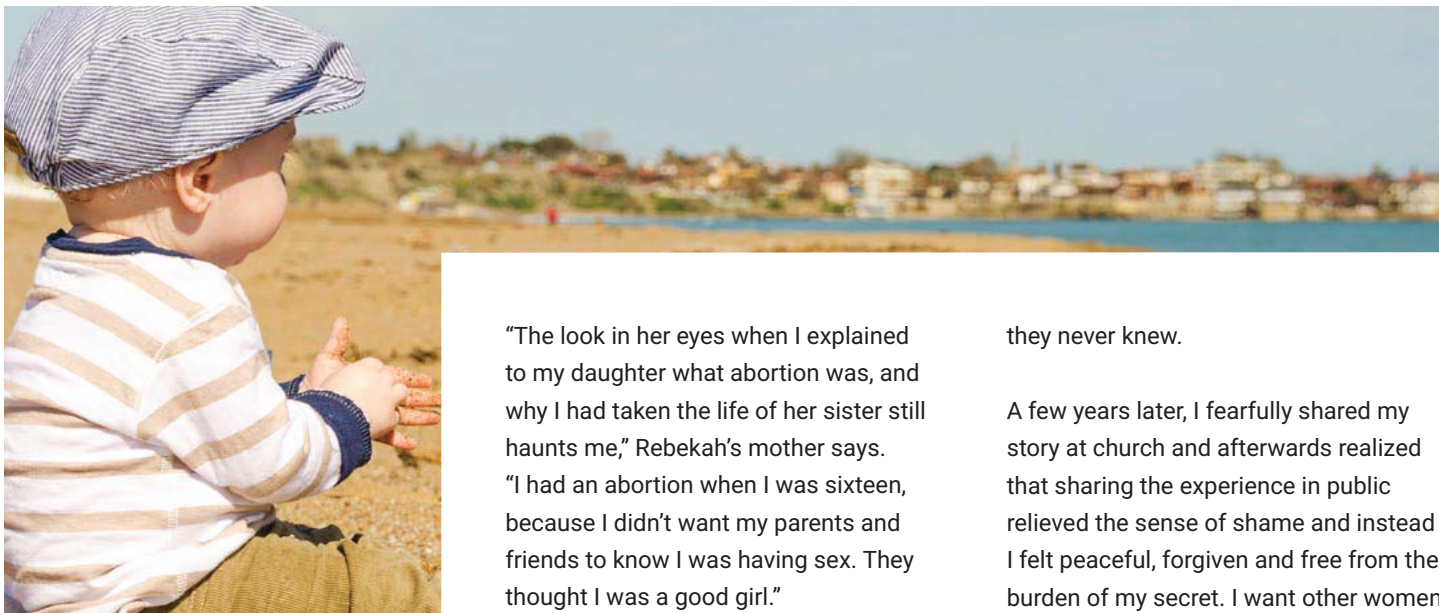 “The look in her eyes when I explained
to my daughter what abortion was, and
why I had taken the life of her sister still
haunts me,” Rebekah’s mother says.
“I had an abortion when I was sixteen,
because I didn’t want my parents and
friends to know I was having sex. They
thought I was a good girl.”
they never knew.
A few years later, I fearfully shared my
story at church and afterwards realized
that sharing the experience in public
relieved the sense of shame and instead
I felt peaceful, forgiven and free from the
burden of my secret. I want other women